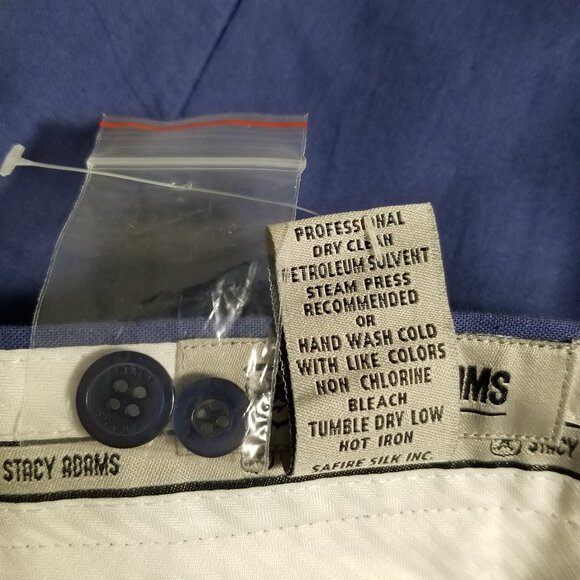 PROFESSIONAL
DRY CLEAN
PETROLEUM SOLVENT
STEAM PRESS
RECOMMENDED
OR
HAND WASH COLD
WITH LIKE COLORS
NON CHLORINE
BLEACH
TUMBLE DRY LOW
HOT IRON
SAFIRE SILK INC.
AMS
STACY ADAMS
STACY